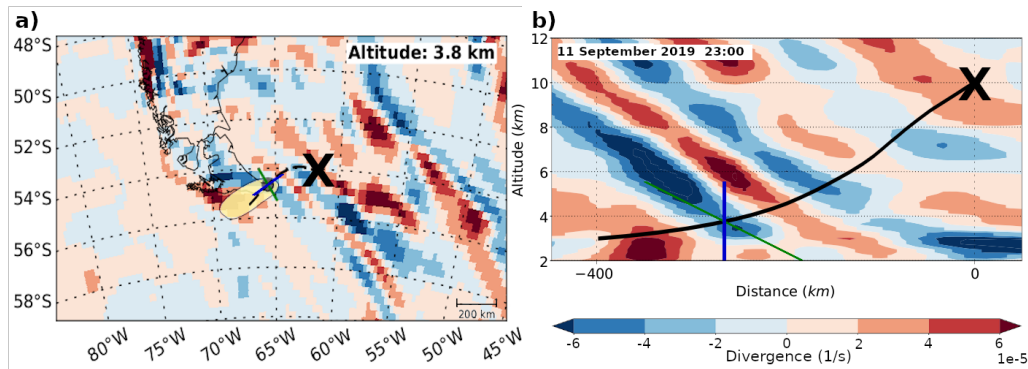 a)
Altitude: 3.8 km
48°S
50°S
52°S
54°S
56°S
58°S
X
200 km
80°W 75°W 70°W 65°W 60°W 55°W 50°W 45°W
b)
11 September 2019 23:00
12
10
8
6
4
2
Altitude (km)
X
−400 0
Distance (km)
-6 -4 -2 0 2 4 6
1e-5
Divergence (1/s)